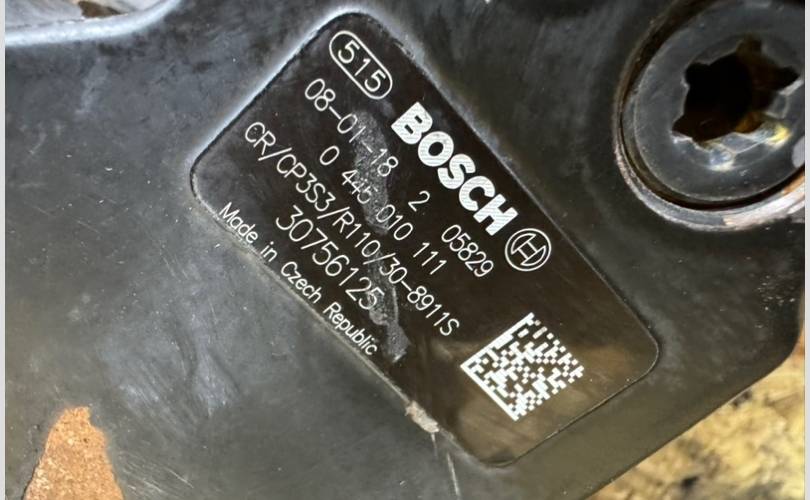 515
BOSCH
08-01-18 2 05829
0 445 010 111
CR/CP3S3/R110/30-8911S
30756125
Made in Czech Republic